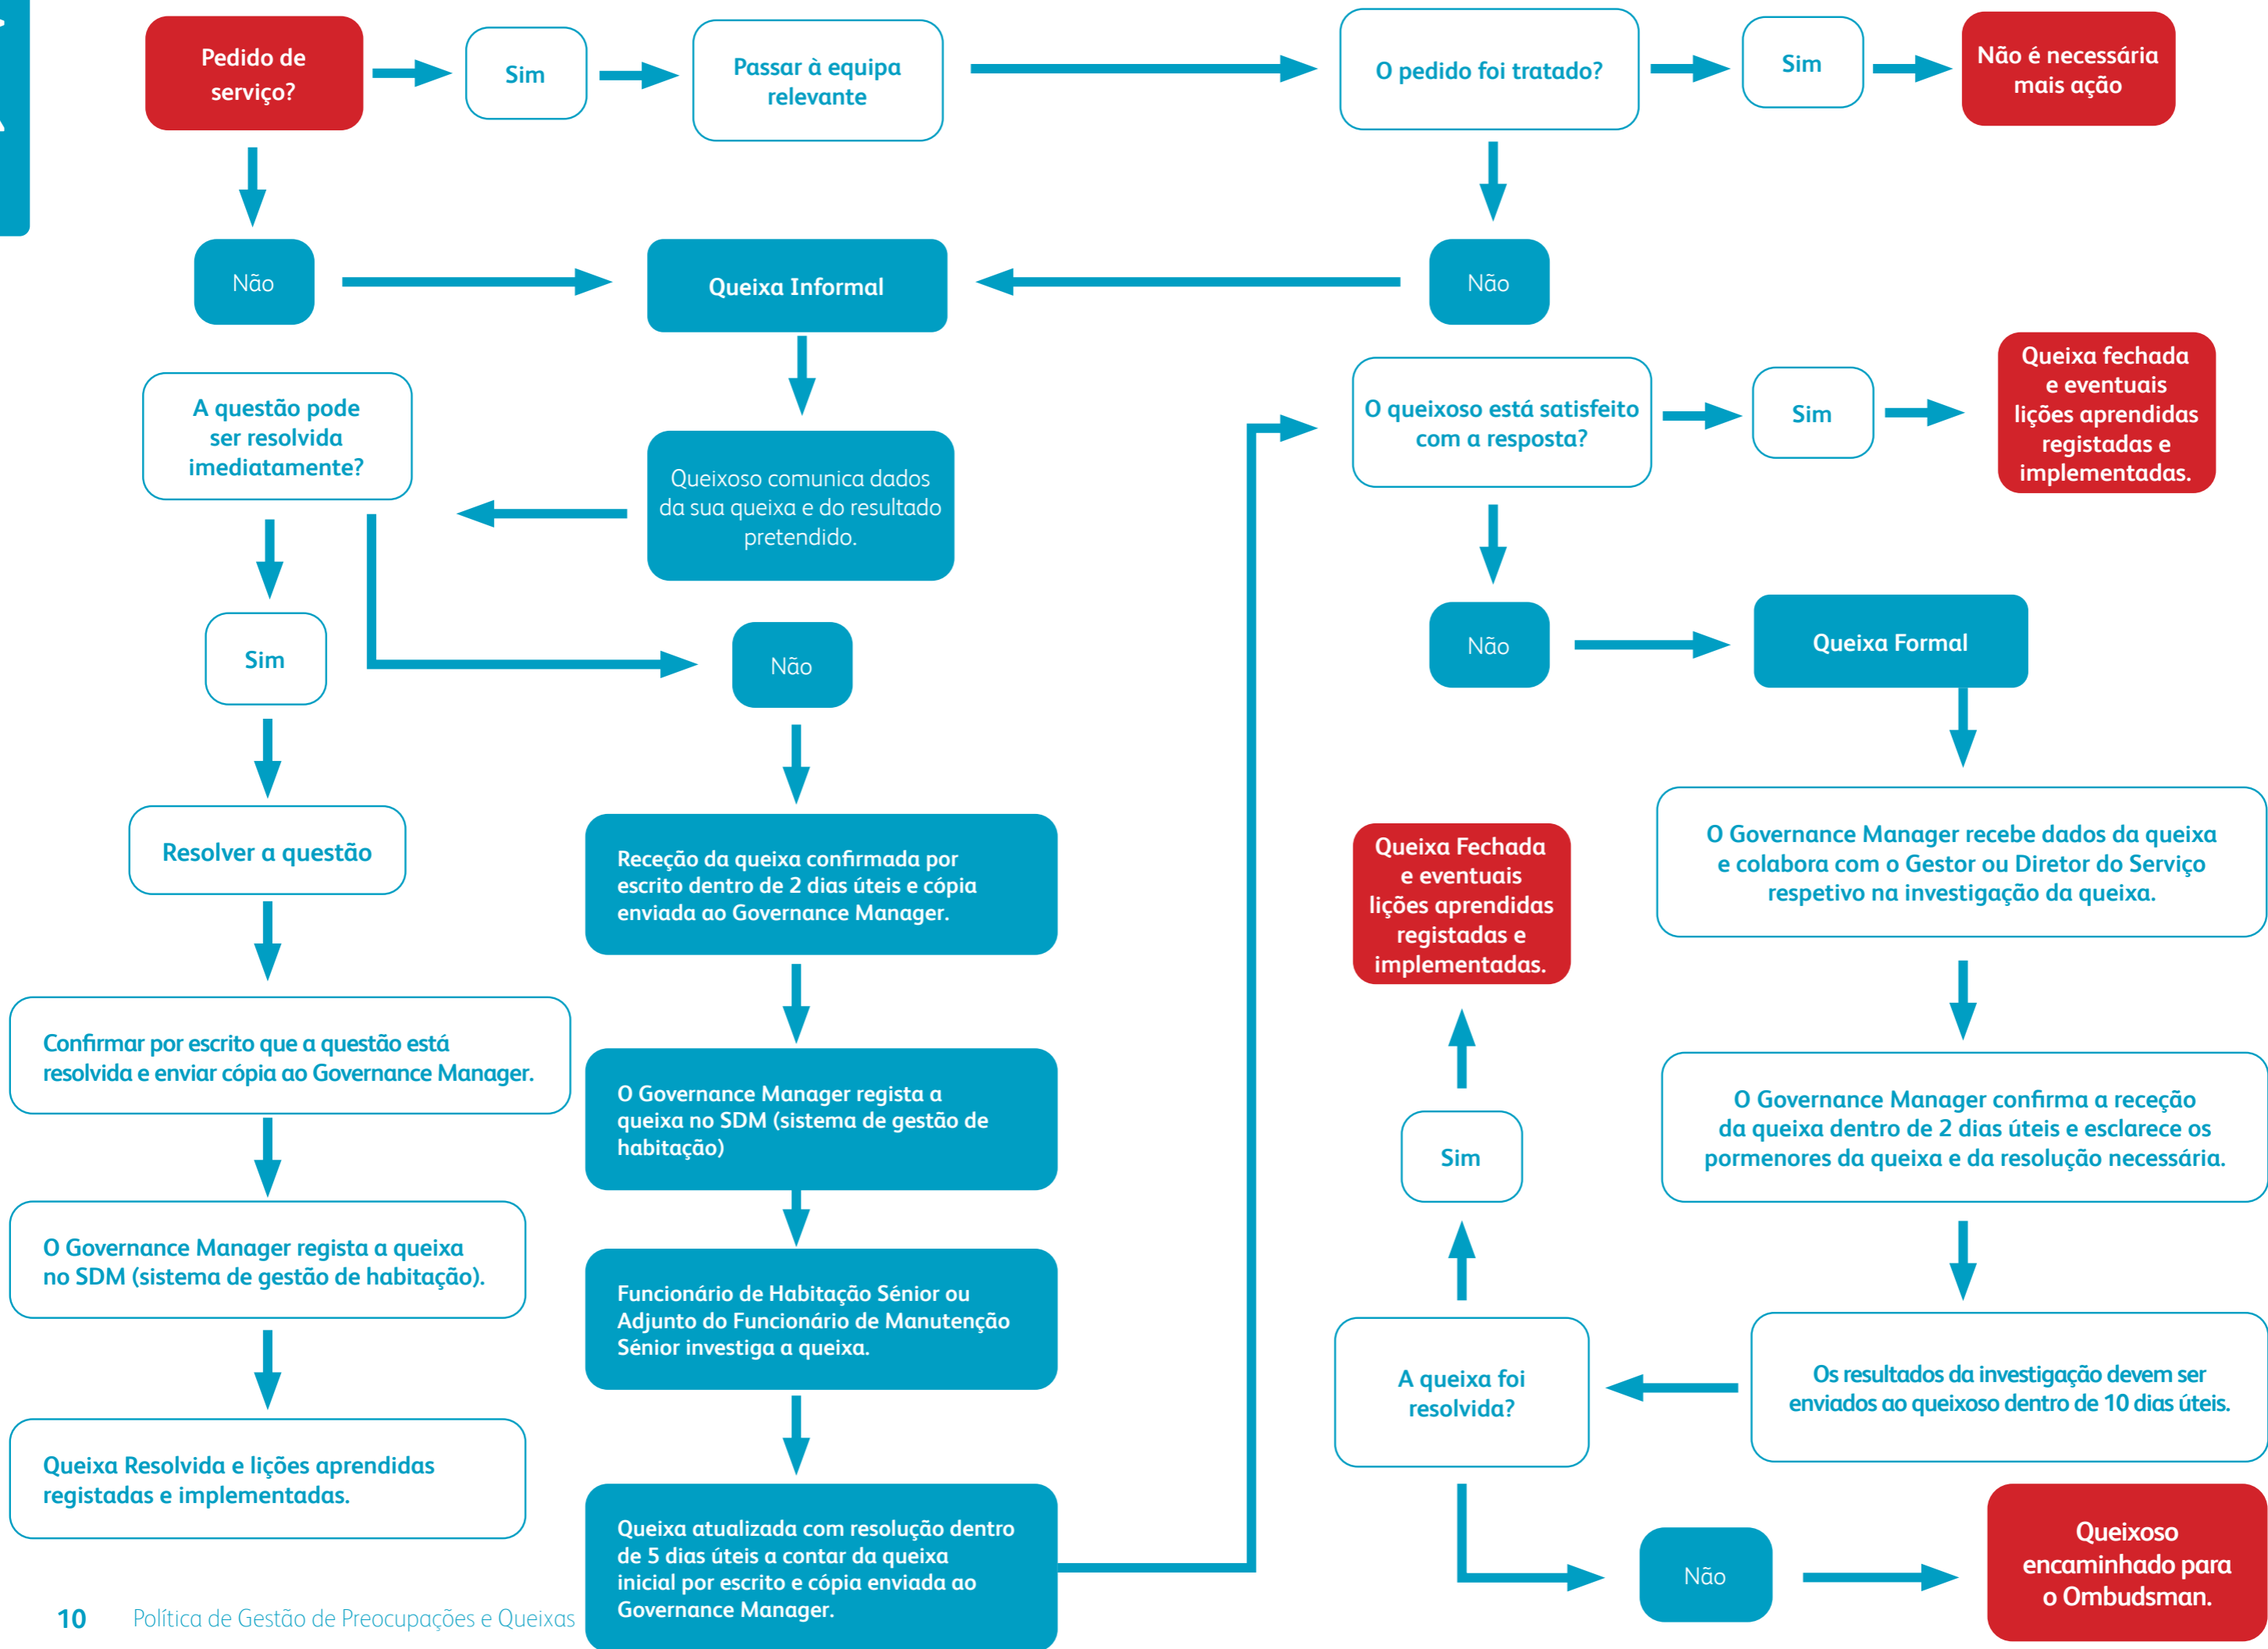 Pedido de
serviço?
Sim
Passar à equipa
relevante
O pedido foi tratado?
Sim
Não é necessária
mais ação
Não
Queixa Informal
Não
A questão pode
ser resolvida
imediatamente?
Queixoso comunica dados
da sua queixa e do resultado
pretendido.
O queixoso está satisfeito
com a resposta?
Sim
Queixa fechada
e eventuais
lições aprendidas
registadas e
implementadas.
Sim
Não
Não
Queixa Formal
Resolver a questão
Receção da queixa confirmada por
escrito dentro de 2 dias úteis e cópia
enviada ao Governance Manager.
Queixa Fechada
e eventuais
lições aprendidas
registadas e
implementadas.
O Governance Manager recebe dados da queixa
e colabora com o Gestor ou Diretor do Serviço
respetivo na investigação da queixa.
Confirmar por escrito que a questão está
resolvida e enviar cópia ao Governance Manager.
O Governance Manager regista a
queixa no SDM (sistema de gestão de
habitação)
Sim
O Governance Manager confirma a receção
da queixa dentro de 2 dias úteis e esclarece os
pormenores da queixa e da resolução necessária.
O Governance Manager regista a queixa
no SDM (sistema de gestão de habitação).
Funcionário de Habitação Sénior ou
Adjunto do Funcionário de Manutenção
Sénior investiga a queixa.
A queixa foi
resolvida?
Os resultados da investigação devem ser
enviados ao queixoso dentro de 10 dias úteis.
Queixa Resolvida e lições aprendidas
registadas e implementadas.
Queixa atualizada com resolução dentro
de 5 dias úteis a contar da queixa
inicial por escrito e cópia enviada ao
Governance Manager.
Não
Queixoso
encaminhado para
o Ombudsman.
10 Política de Gestão de Preocupações e Queixas